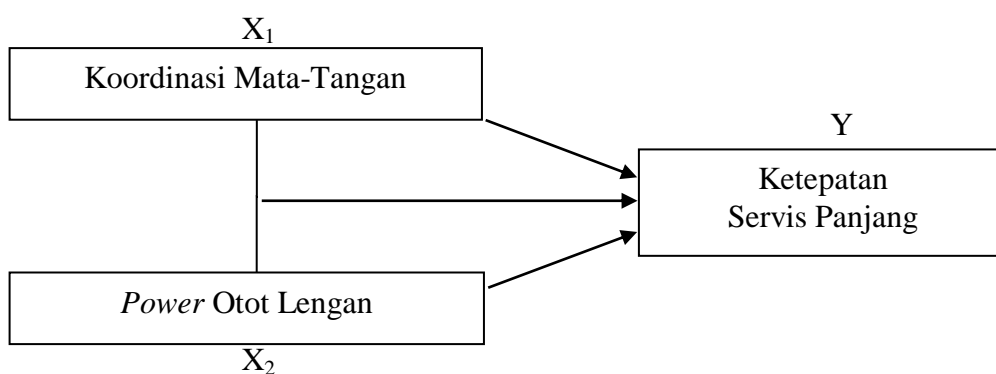 X₁
Koordinasi Mata-Tangan
Y
Ketepatan
Servis Panjang
Power Otot Lengan
X₂